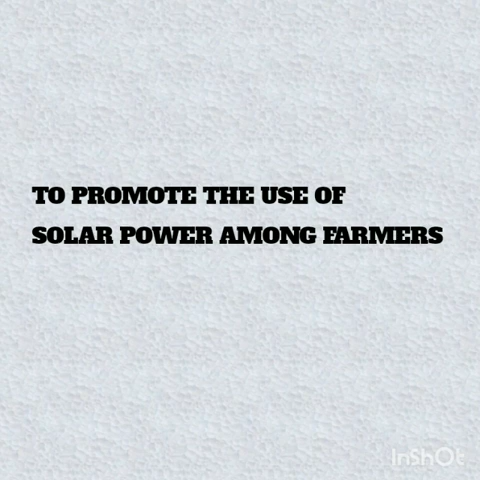 TO PROMOTE THE USE OF
SOLAR POWER AMONG FARMERS
InShOt